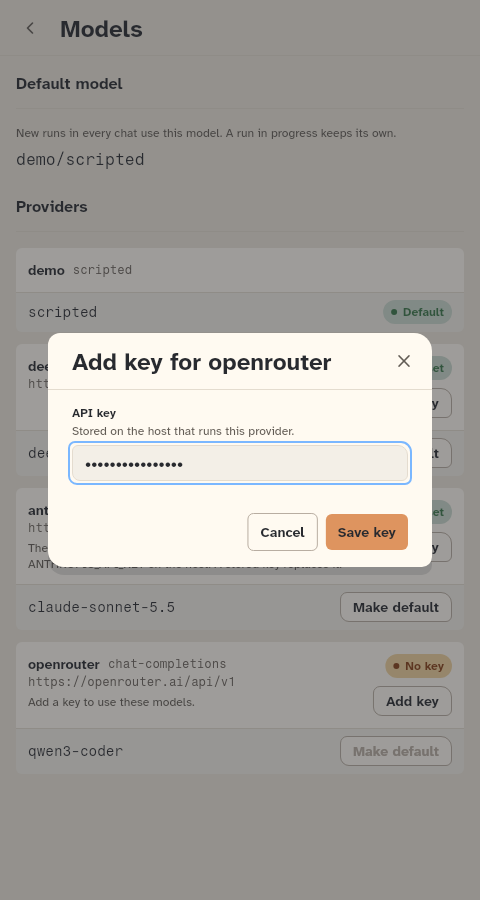 Models
Default model
New runs in every chat use this model. A run in progress keeps its own.
demo/scripted
Providers
demo scripted
scripted
Default
Add key for openrouter
API key
Stored on the host that runs this provider.
••••••••••••••••
Cancel
Save key
claude-sonnet-5.5
Make default
openrouter chat-completions
No key
https://openrouter.ai/api/v1
Add a key to use these models.
Add key
qwen3-coder
Make default